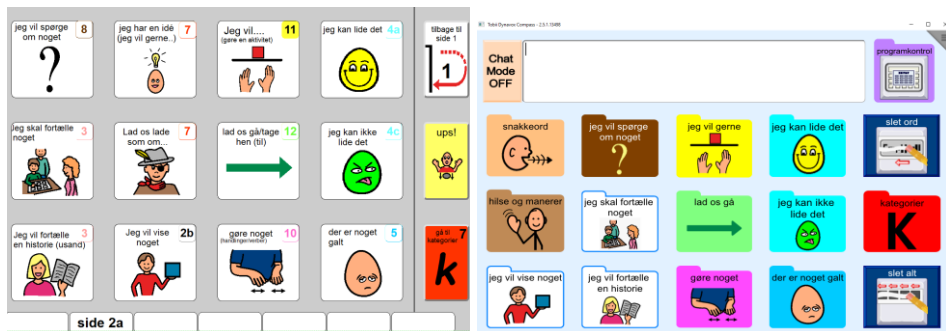 jeg vil spørge
om noget
8
jeg har en idé
(jeg vil gerne..)
7
Jeg vil....
(gøre en aktivitet)
11
jeg kan lide det
4a
tilbage til
side 1
1
Jeg skal fortælle
noget
3
Lad os lade
som om...
7
lad os gå/tage
hen (til)
12
jeg kan ikke
lide det
4c
ups!
Jeg vil fortælle
en historie (usand)
3
Jeg vil vise
noget
2b
gøre noget
(handlingerverber)
10
der er noget
galt
5
gå til
kategorier
7
k
side 2a
Tobii Dynavox Compass - 2.5.1.13498
Chat
Mode
OFF
programkontrol
snakkeord
jeg vil spørge
om noget
jeg vil gerne
jeg kan lide det
slet ord
hilse og manerer
jeg skal fortælle
noget
lad os gå
jeg kan ikke
lide det
kategorier
K
jeg vil vise noget
jeg vil fortælle
en historie
gøre noget
der er noget galt
slet alt